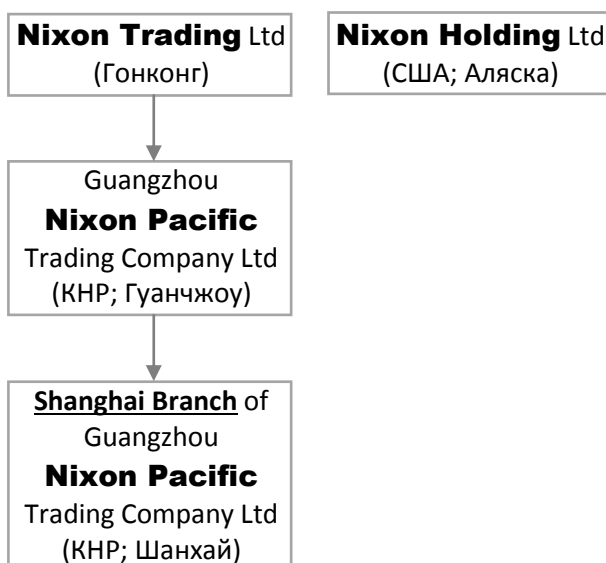 Nixon Trading Ltd
(Гонконг)
Nixon Holding Ltd
(США; Аляска)
Guangzhou
Nixon Pacific
Trading Company Ltd
(КНР; Гуанчжоу)
Shanghai Branch of
Guangzhou
Nixon Pacific
Trading Company Ltd
(КНР; Шанхай)